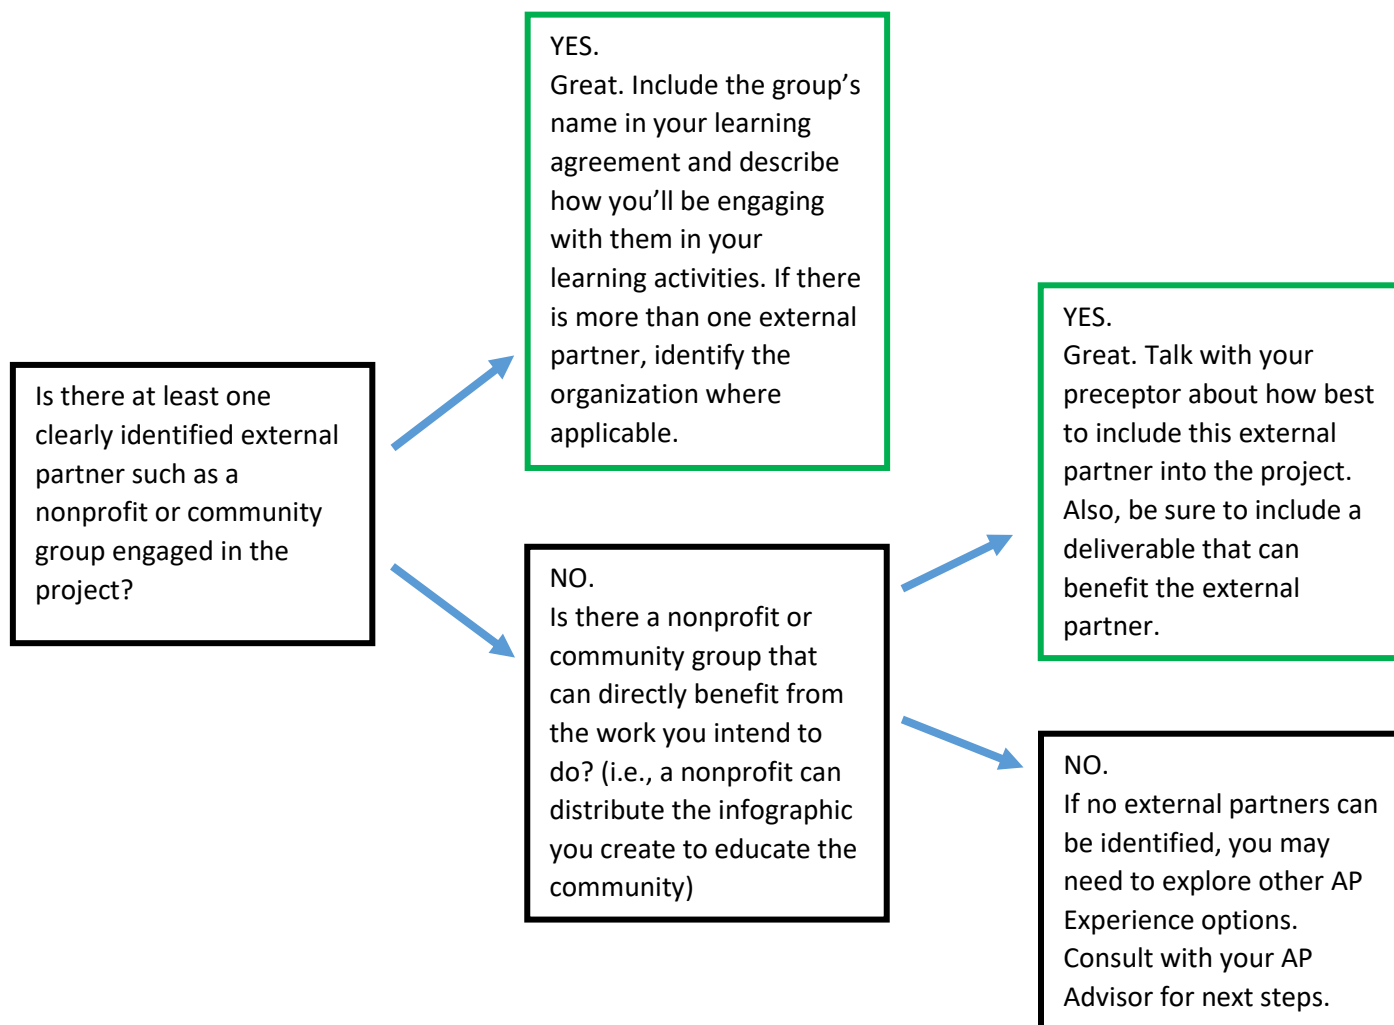 Is there at least one
clearly identified external
partner such as a
nonprofit or community
group engaged in the
project?
YES.
Great. Include the group’s
name in your learning
agreement and describe
how you’ll be engaging
with them in your
learning activities. If there
is more than one external
partner, identify the
organization where
applicable.
NO.
Is there a nonprofit or
community group that
can directly benefit from
the work you intend to
do? (i.e., a nonprofit can
distribute the infographic
you create to educate the
community)
YES.
Great. Talk with your
preceptor about how best
to include this external
partner into the project.
Also, be sure to include a
deliverable that can
benefit the external
partner.
NO.
If no external partners can
be identified, you may
need to explore other AP
Experience options.
Consult with your AP
Advisor for next steps.